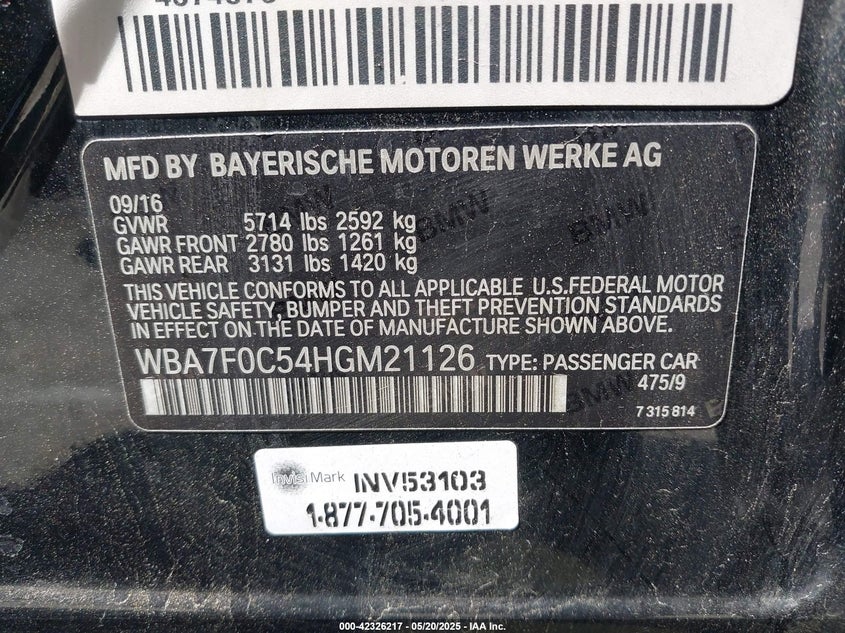 MFD BY BAYERISCHE MOTOREN WERKE AG
09/16
GVWR 5714 lbs 2592 kg
GAWR FRONT 2780 lbs 1261 kg
GAWR REAR 3131 lbs 1420 kg
THIS VEHICLE CONFORMS TO ALL APPLICABLE U.S.FEDERAL MOTOR
VEHICLE SAFETY, BUMPER AND THEFT PREVENTION STANDARDS
IN EFFECT ON THE DATE OF MANUFACTURE SHOWN ABOVE.
WBA7F0C54HGM21126 TYPE: PASSENGER CAR
475/9
7 315 814
BMW
BMW
BMW
InvisiMark INV53103
1-877-705-4001
000-42326217 - 05/20/2025 - IAA Inc.